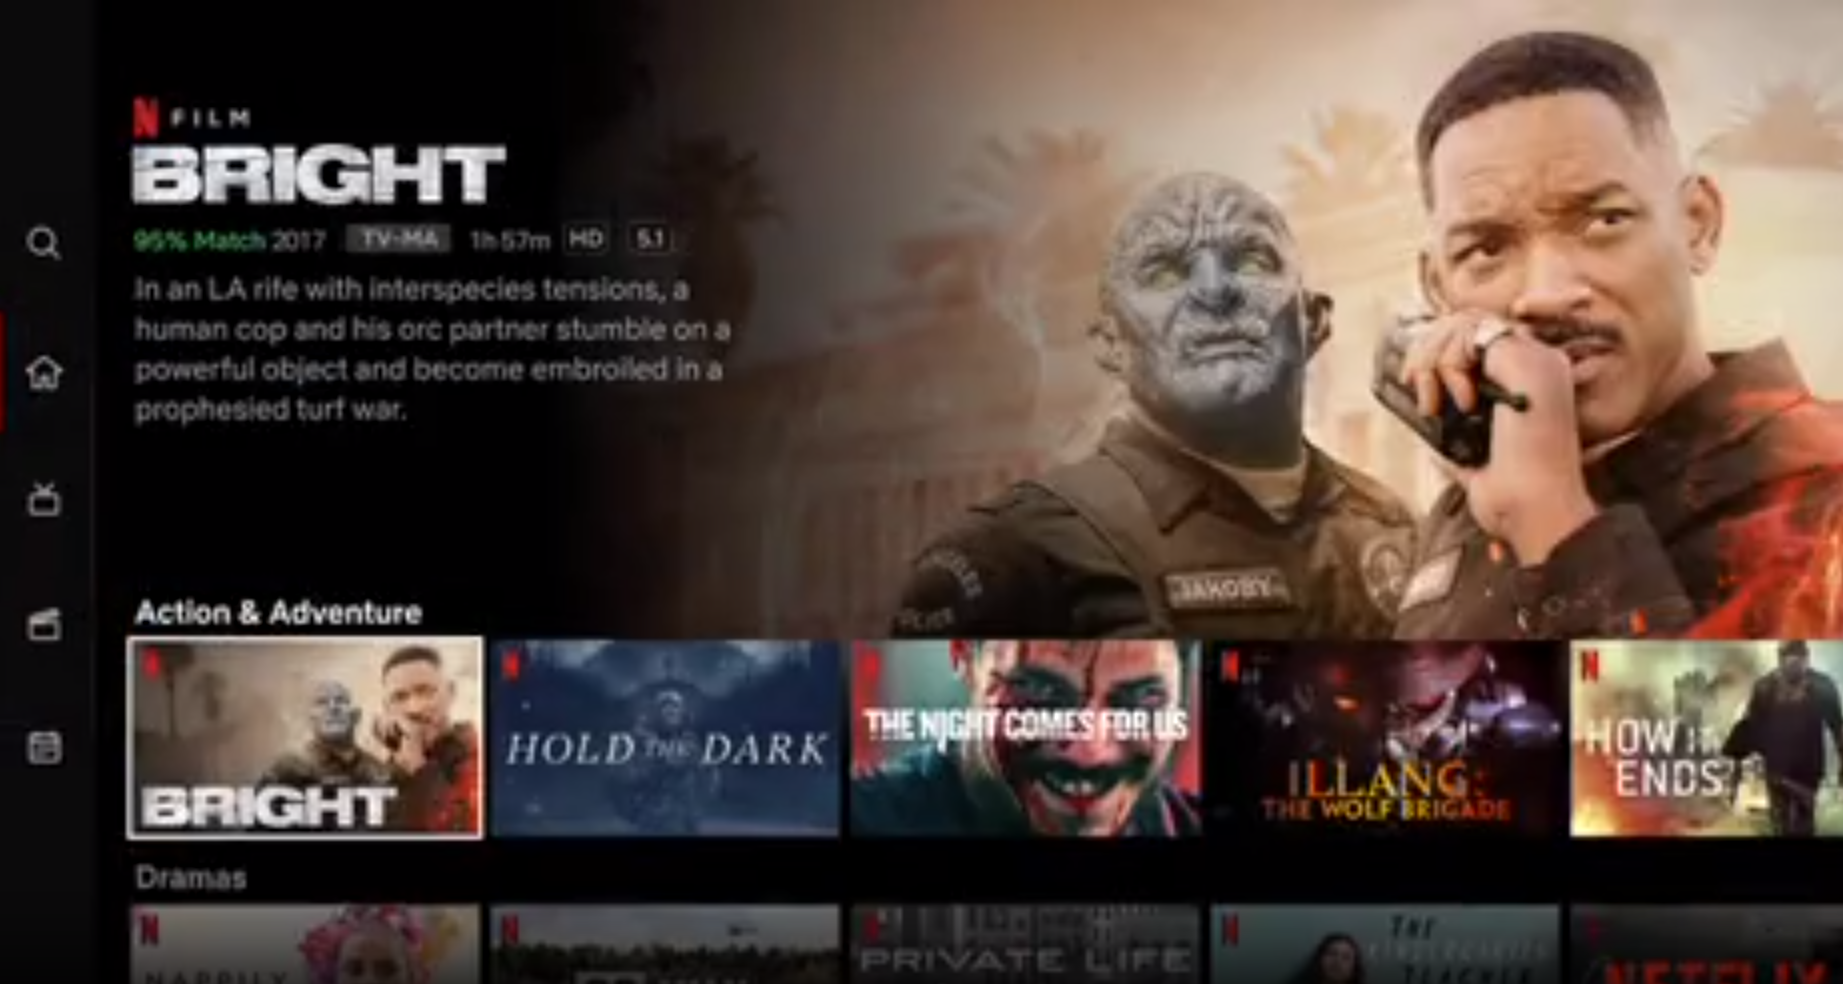 N FILM
BRIGHT
95% Match 2017 TV-MA 1h 57m HD 5.1
In an LA rife with interspecies tensions, a
human cop and his orc partner stumble on a
powerful object and become embroiled in a
prophesied turf war.
JAKOBY
Action & Adventure
BRIGHT
HOLD THE DARK
THE NIGHT COMES FOR US
ILLANG:
THE WOLF BRIGADE
HOW IT
ENDS
Dramas
NAPPILY
PRIVATE LIFE
THE
KINDERGARTEN
TEACHER
NETFLIX